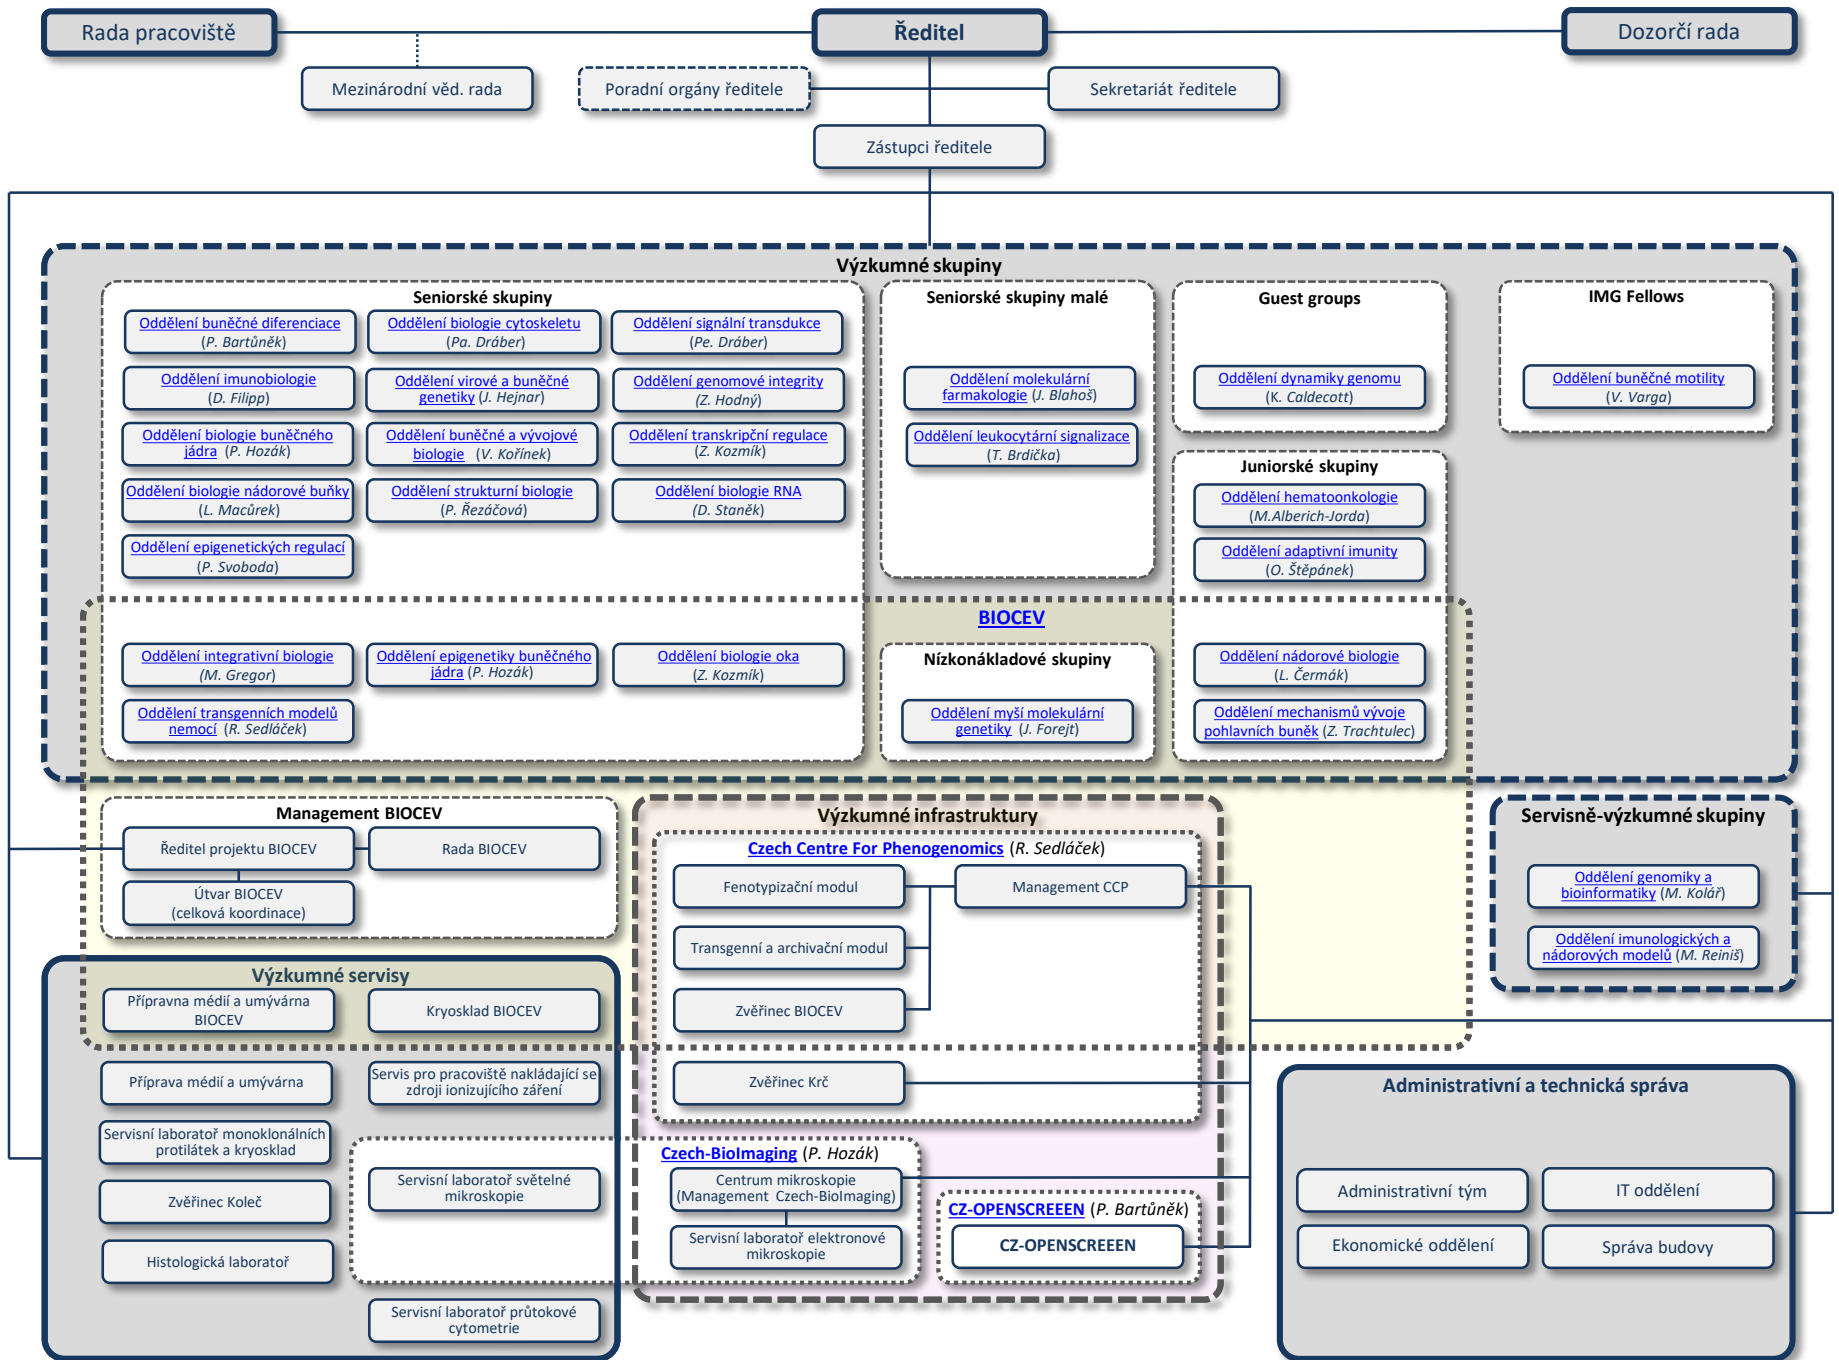 Rada pracoviště
Ředitel
Dozorčí rada
Mezinárodní věd. rada
Poradní orgány ředitele
Sekretariát ředitele
Zástupci ředitele
Výzkumné skupiny
Seniorské skupiny
Oddělení buněčné diferenciace
(P. Bartůněk)
Oddělení biologie cytoskeletu
(Pa. Dráber)
Oddělení signální transdukce
(Pe. Dráber)
Oddělení imunobiologie
(D. Filipp)
Oddělení virové a buněčné
genetiky (J. Hejnar)
Oddělení genomové integrity
(Z. Hodný)
Oddělení biologie buněčného
jádra (P. Hozák)
Oddělení buněčné a vývojové
biologie (V. Kořínek)
Oddělení transkripční regulace
(Z. Kozmík)
Oddělení biologie nádorové buňky
(L. Macůrek)
Oddělení strukturní biologie
(P. Řezáčová)
Oddělení biologie RNA
(D. Staněk)
Oddělení epigenetických regulací
(P. Svoboda)
Seniorské skupiny malé
Oddělení molekulární
farmakologie (J. Blahoš)
Oddělení leukocytární signalizace
(T. Brdička)
Guest groups
Oddělení dynamiky genomu
(K. Caldecott)
IMG Fellows
Oddělení buněčné motility
(V. Varga)
Juniorské skupiny
Oddělení hematoonkologie
(M.Alberich-Jorda)
Oddělení adaptivní imunity
(O. Štěpánek)
BIOCEV
Oddělení integrativní biologie
(M. Gregor)
Oddělení epigenetiky buněčného
jádra (P. Hozák)
Oddělení biologie oka
(Z. Kozmík)
Oddělení transgenních modelů
nemocí (R. Sedláček)
Nízkonákladové skupiny
Oddělení myší molekulární
genetiky (J. Forejt)
Oddělení nádorové biologie
(L. Čermák)
Oddělení mechanismů vývoje
pohlavních buněk (Z. Trachtulec)
Management BIOCEV
Ředitel projektu BIOCEV
Rada BIOCEV
Útvar BIOCEV
(celková koordinace)
Výzkumné infrastruktury
Czech Centre For Phenogenomics (R. Sedláček)
Fenotypizační modul
Management CCP
Transgenní a archivační modul
Zvěřinec BIOCEV
Zvěřinec Krč
Servisně-výzkumné skupiny
Oddělení genomiky a
bioinformatiky (M. Kolář)
Oddělení imunologických a
nádorových modelů (M. Reiniš)
Výzkumné servisy
Přípravna médií a umývárna
BIOCEV
Kryosklad BIOCEV
Příprava médií a umývárna
Servis pro pracoviště nakládající se
zdroji ionizujícího záření
Servisní laboratoř monoklonálních
protilátek a kryosklad
Zvěřinec Koleč
Servisní laboratoř světelné
mikroskopie
Histologická laboratoř
Servisní laboratoř průtokové
cytometrie
Czech-BioImaging (P. Hozák)
Centrum mikroskopie
(Management Czech-BioImaging)
Servisní laboratoř elektronové
mikroskopie
CZ-OPENSCREEEN (P. Bartůněk)
CZ-OPENSCREEEN
Administrativní a technická správa
Administrativní tým
IT oddělení
Ekonomické oddělení
Správa budovy